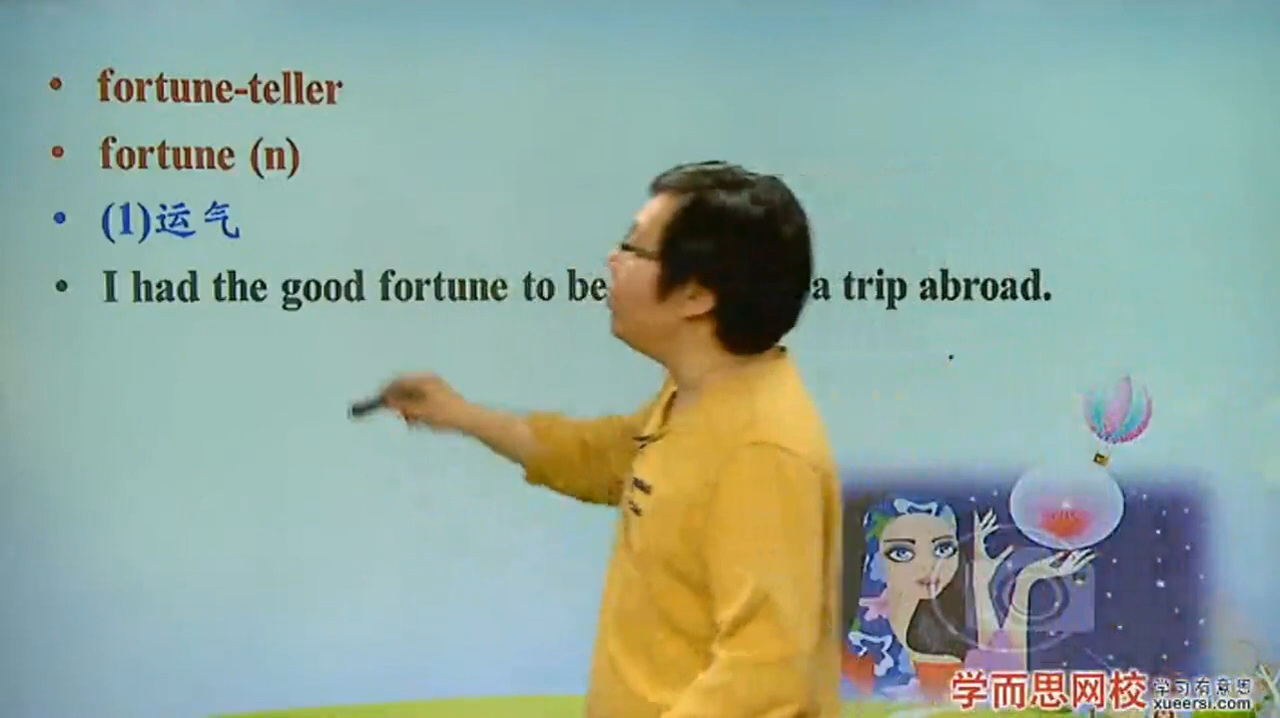 fortune-teller
fortune (n)
(1)运气
I had the good fortune to be a trip abroad.
学而思网校 学习有意思
xueersi.com